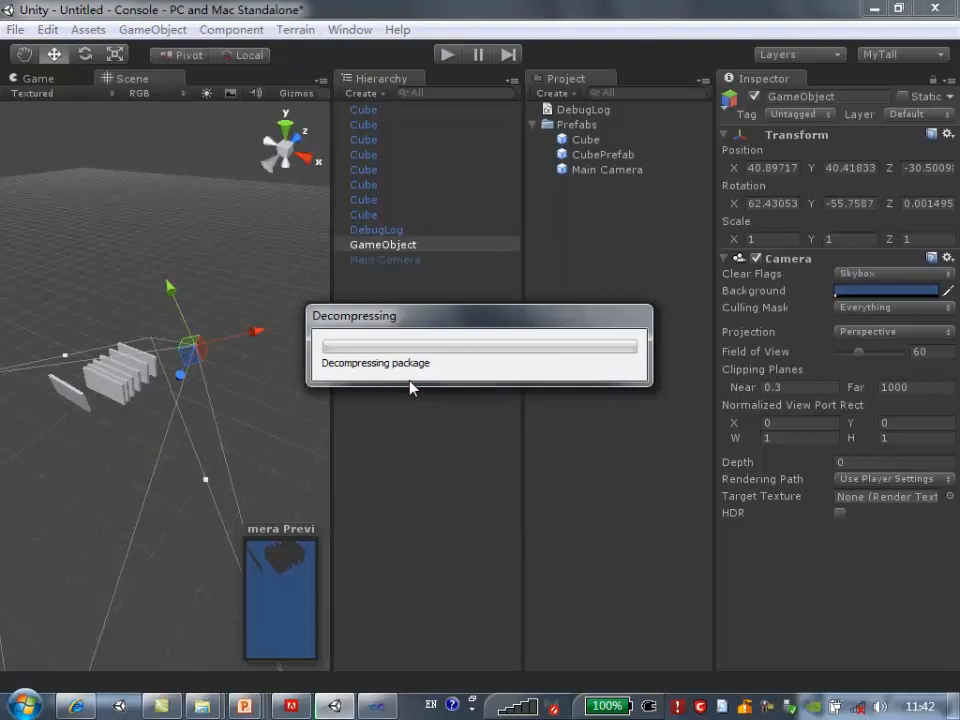 Unity - Untitled - Console - PC and Mac Standalone*
File Edit Assets GameObject Component Terrain Window Help
Pivot Local Layers MyTall
Game Scene
Textured RGB Gizmos
y
z
x
mera Previ
Hierarchy
Create All
Cube
Cube
Cube
Cube
Cube
Cube
Cube
Cube
DebugLog
GameObject
Main Camera
Project
Create All
DebugLog
Prefabs
Cube
CubePrefab
Main Camera
Decompressing
Decompressing package
Inspector
GameObject Static
Tag Untagged Layer Default
Transform
Position
X 40.89717 Y 40.41833 Z -30.5009
Rotation
X 62.43053 Y -55.7587 Z 0.001495
Scale
X 1 Y 1 Z 1
Camera
Clear Flags Skybox
Background
Culling Mask Everything
Projection Perspective
Field of View 60
Clipping Planes
Near 0.3 Far 1000
Normalized View Port Rect
X 0 Y 0
W 1 H 1
Depth 0
Rendering Path Use Player Settings
Target Texture None (Render Text
HDR
EN 100% 11:42